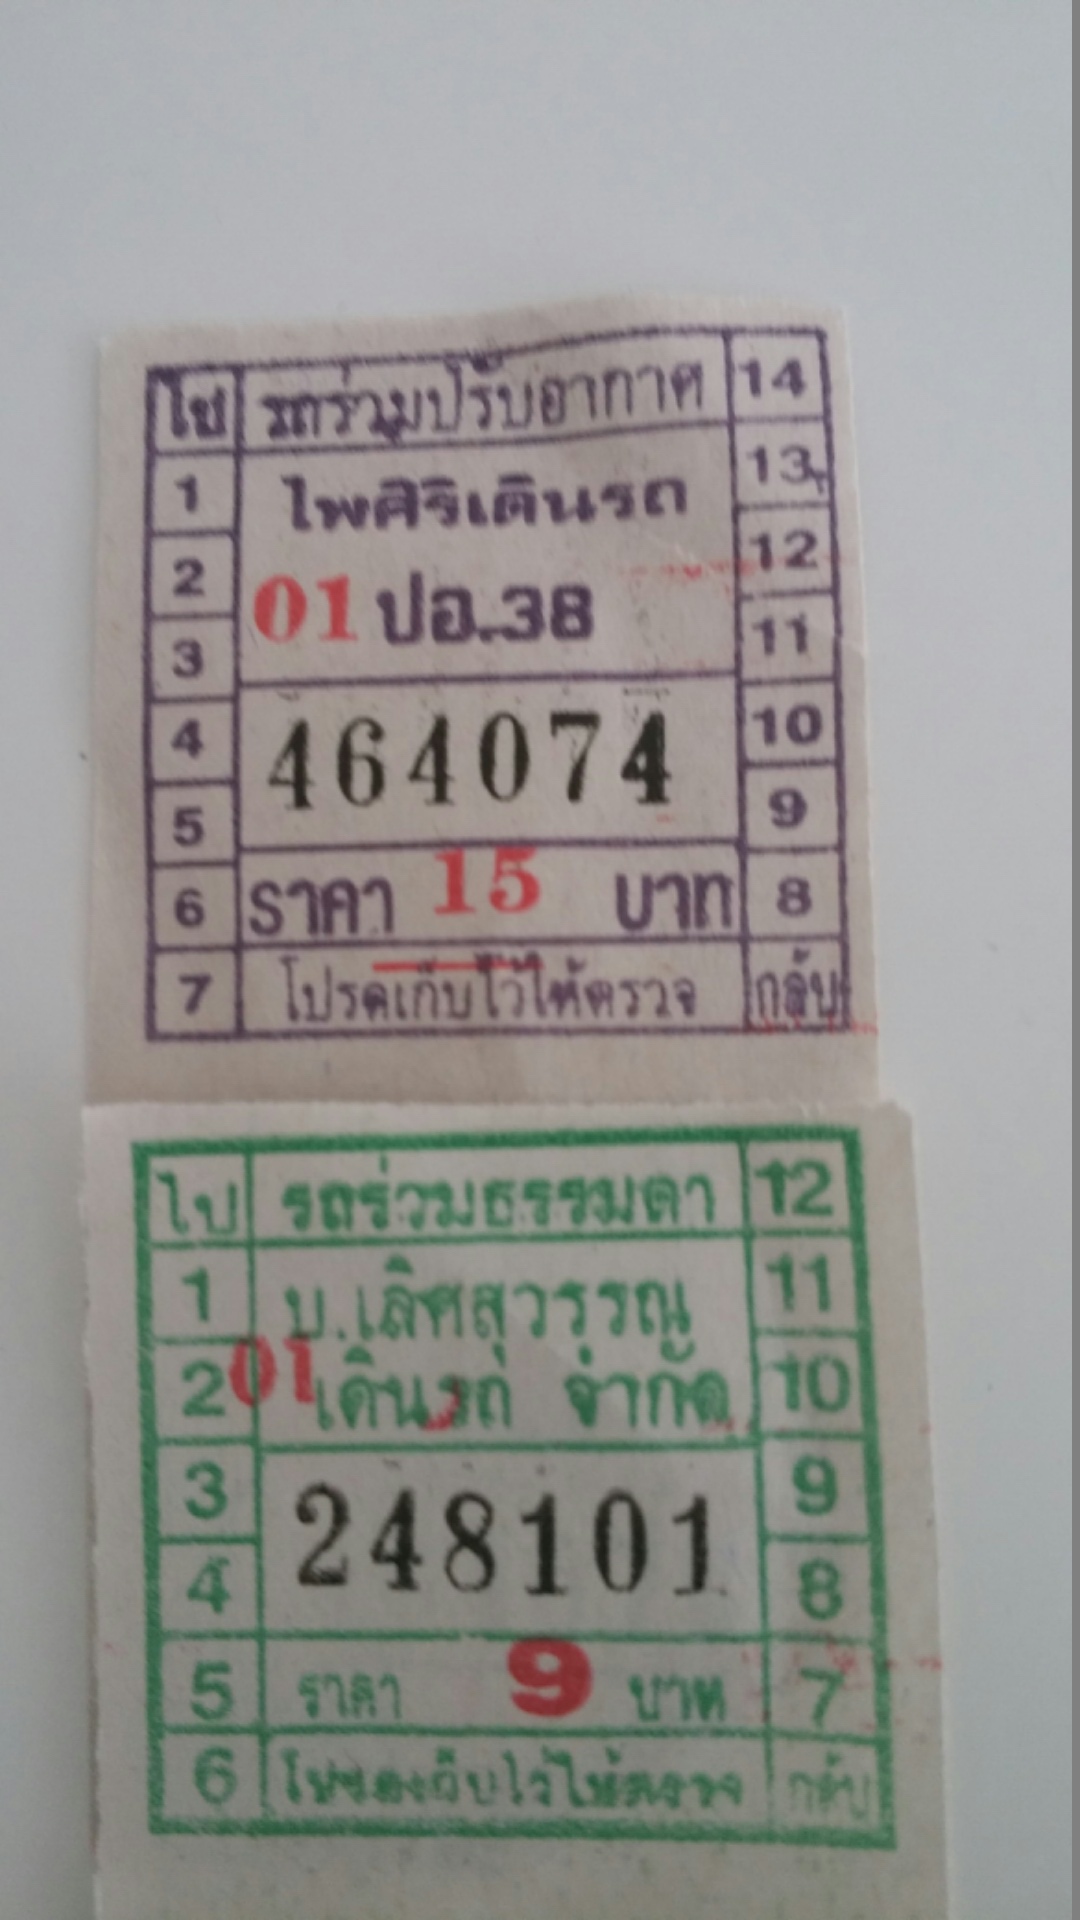 ไป รถร่วมปรับอากาศ 14
1 ไพศิริเดินรถ 13
2 01 ปอ.38 12
3 11
4 464074 10
5 9
6 ราคา 15 บาท 8
7 โปรดเก็บไว้ให้ตรวจ กลับ
ไป รถร่วมธรรมดา 12
1 บ.เลิศสุวรรณ 11
2 01 เดินรถ จำกัด 10
3 248101 9
4 8
5 ราคา 9 บาท 7
6 โปรดเก็บไว้ให้ตรวจ กลับ